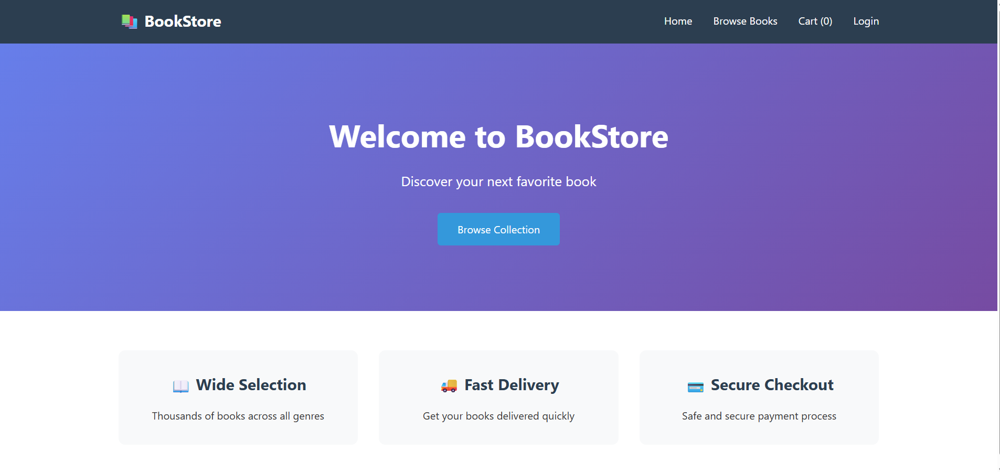 BookStore
Home Browse Books Cart (0) Login
Welcome to BookStore
Discover your next favorite book
Browse Collection
Wide Selection
Thousands of books across all genres
Fast Delivery
Get your books delivered quickly
Secure Checkout
Safe and secure payment process